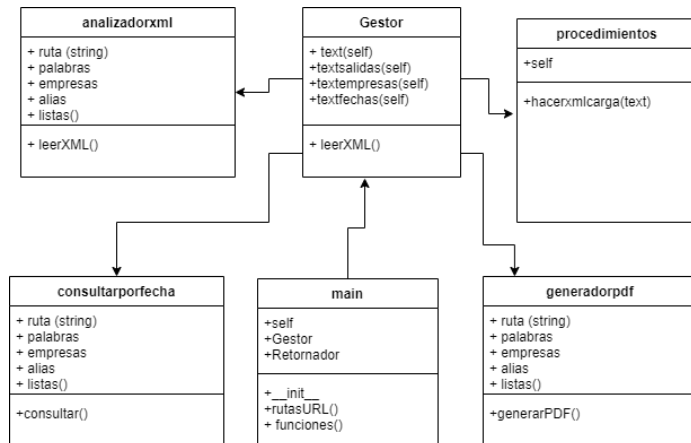 analizadorxml
+ ruta (string)
+ palabras
+ empresas
+ alias
+ listas()
+ leerXML()
Gestor
+ text(self)
+textsalidas(self)
+textempresas(self)
+textfechas(self)
+ leerXML()
procedimientos
+self
+hacerxmlcarga(text)
consultarporfecha
+ ruta (string)
+ palabras
+ empresas
+ alias
+ listas()
+consultar()
main
+self
+Gestor
+Retornador
+__init__
+rutasURL()
+ funciones()
generadorpdf
+ ruta (string)
+ palabras
+ empresas
+ alias
+ listas()
+generarPDF()